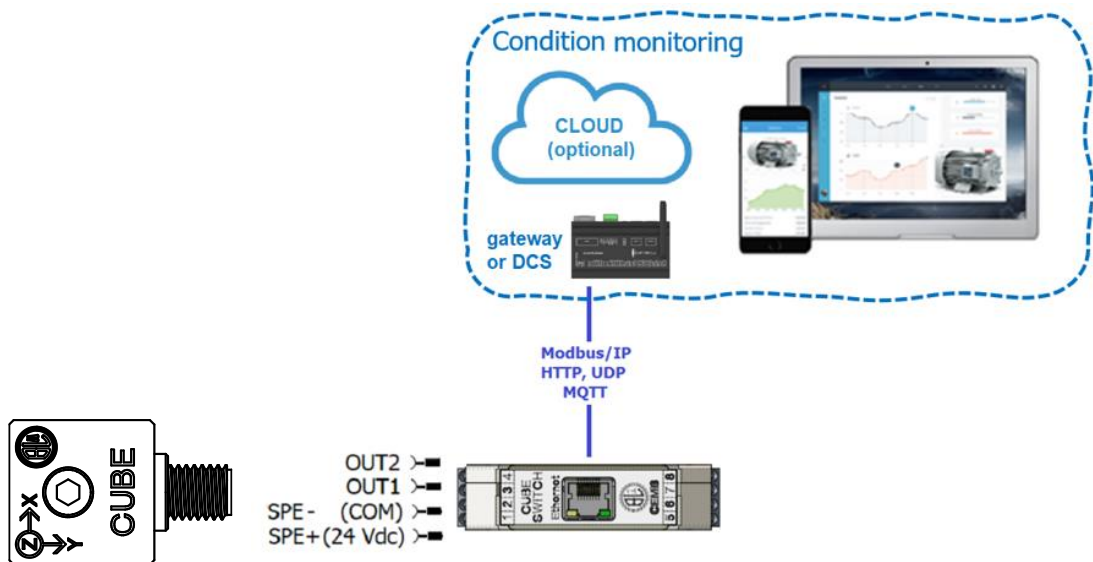 Condition monitoring
CLOUD
(optional)
gateway
or DCS
Modbus/IP
HTTP, UDP
MQTT
OUT2
OUT1
SPE- (COM)
SPE+(24 Vdc)
CUBE
X
Y
Z
1 2 3 4
CUBE
SWITCH
Ethernet
CEMB
5 6 7 8